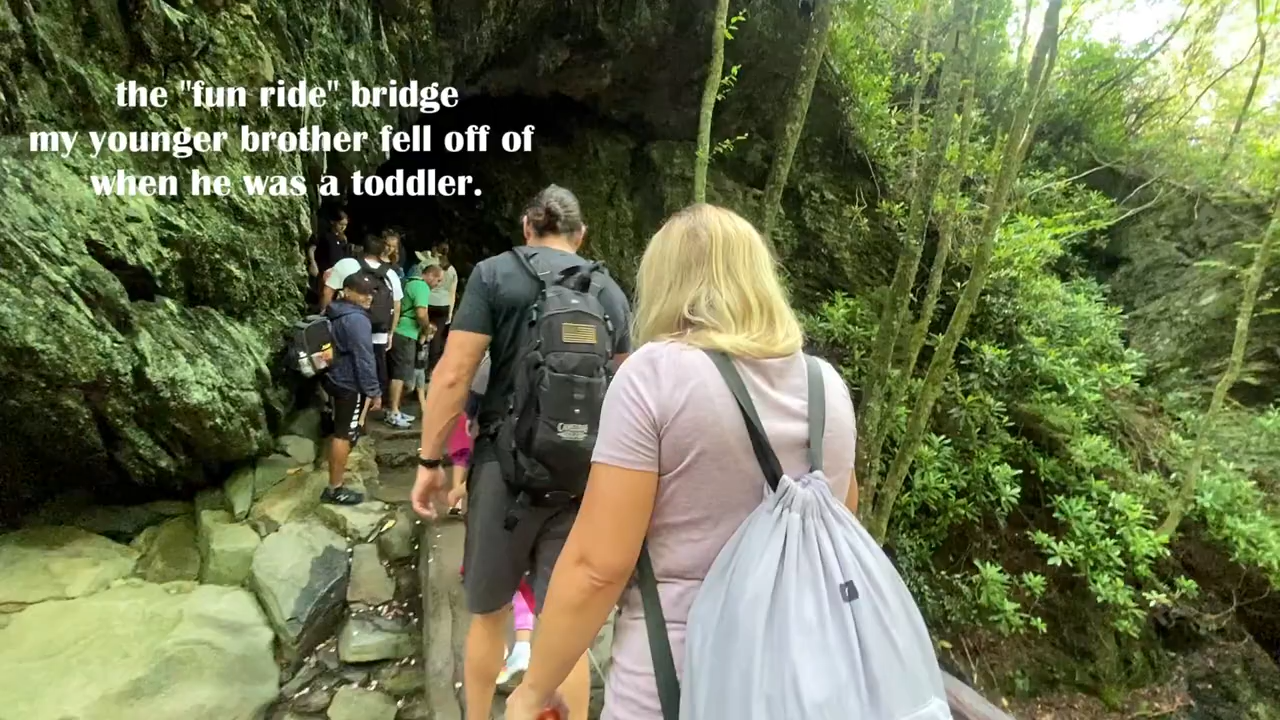 the "fun ride" bridge
my younger brother fell off of
when he was a toddler.